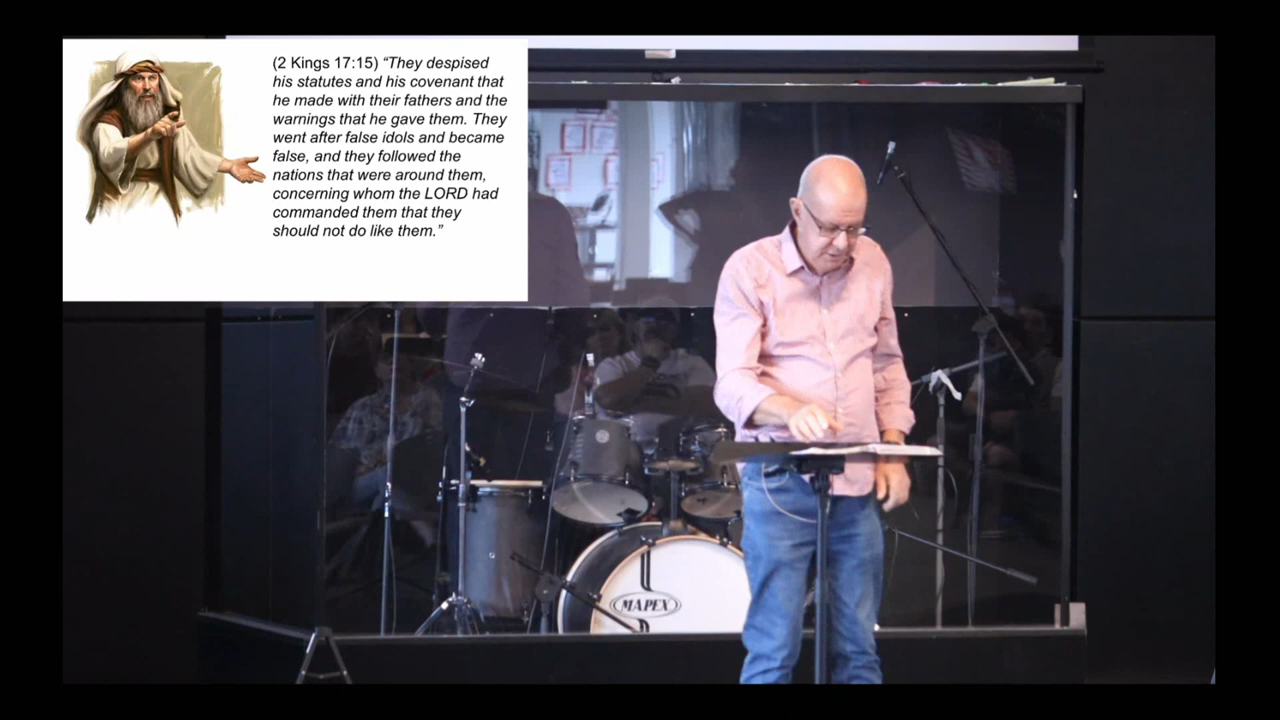 (2 Kings 17:15) “They despised
his statutes and his covenant that
he made with their fathers and the
warnings that he gave them. They
went after false idols and became
false, and they followed the
nations that were around them,
concerning whom the LORD had
commanded them that they
should not do like them.”
MAPEX